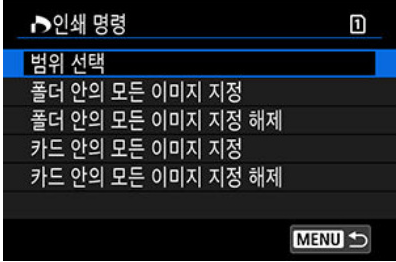 인쇄 명령 1
범위 선택
폴더 안의 모든 이미지 지정
폴더 안의 모든 이미지 지정 해제
카드 안의 모든 이미지 지정
카드 안의 모든 이미지 지정 해제
MENU